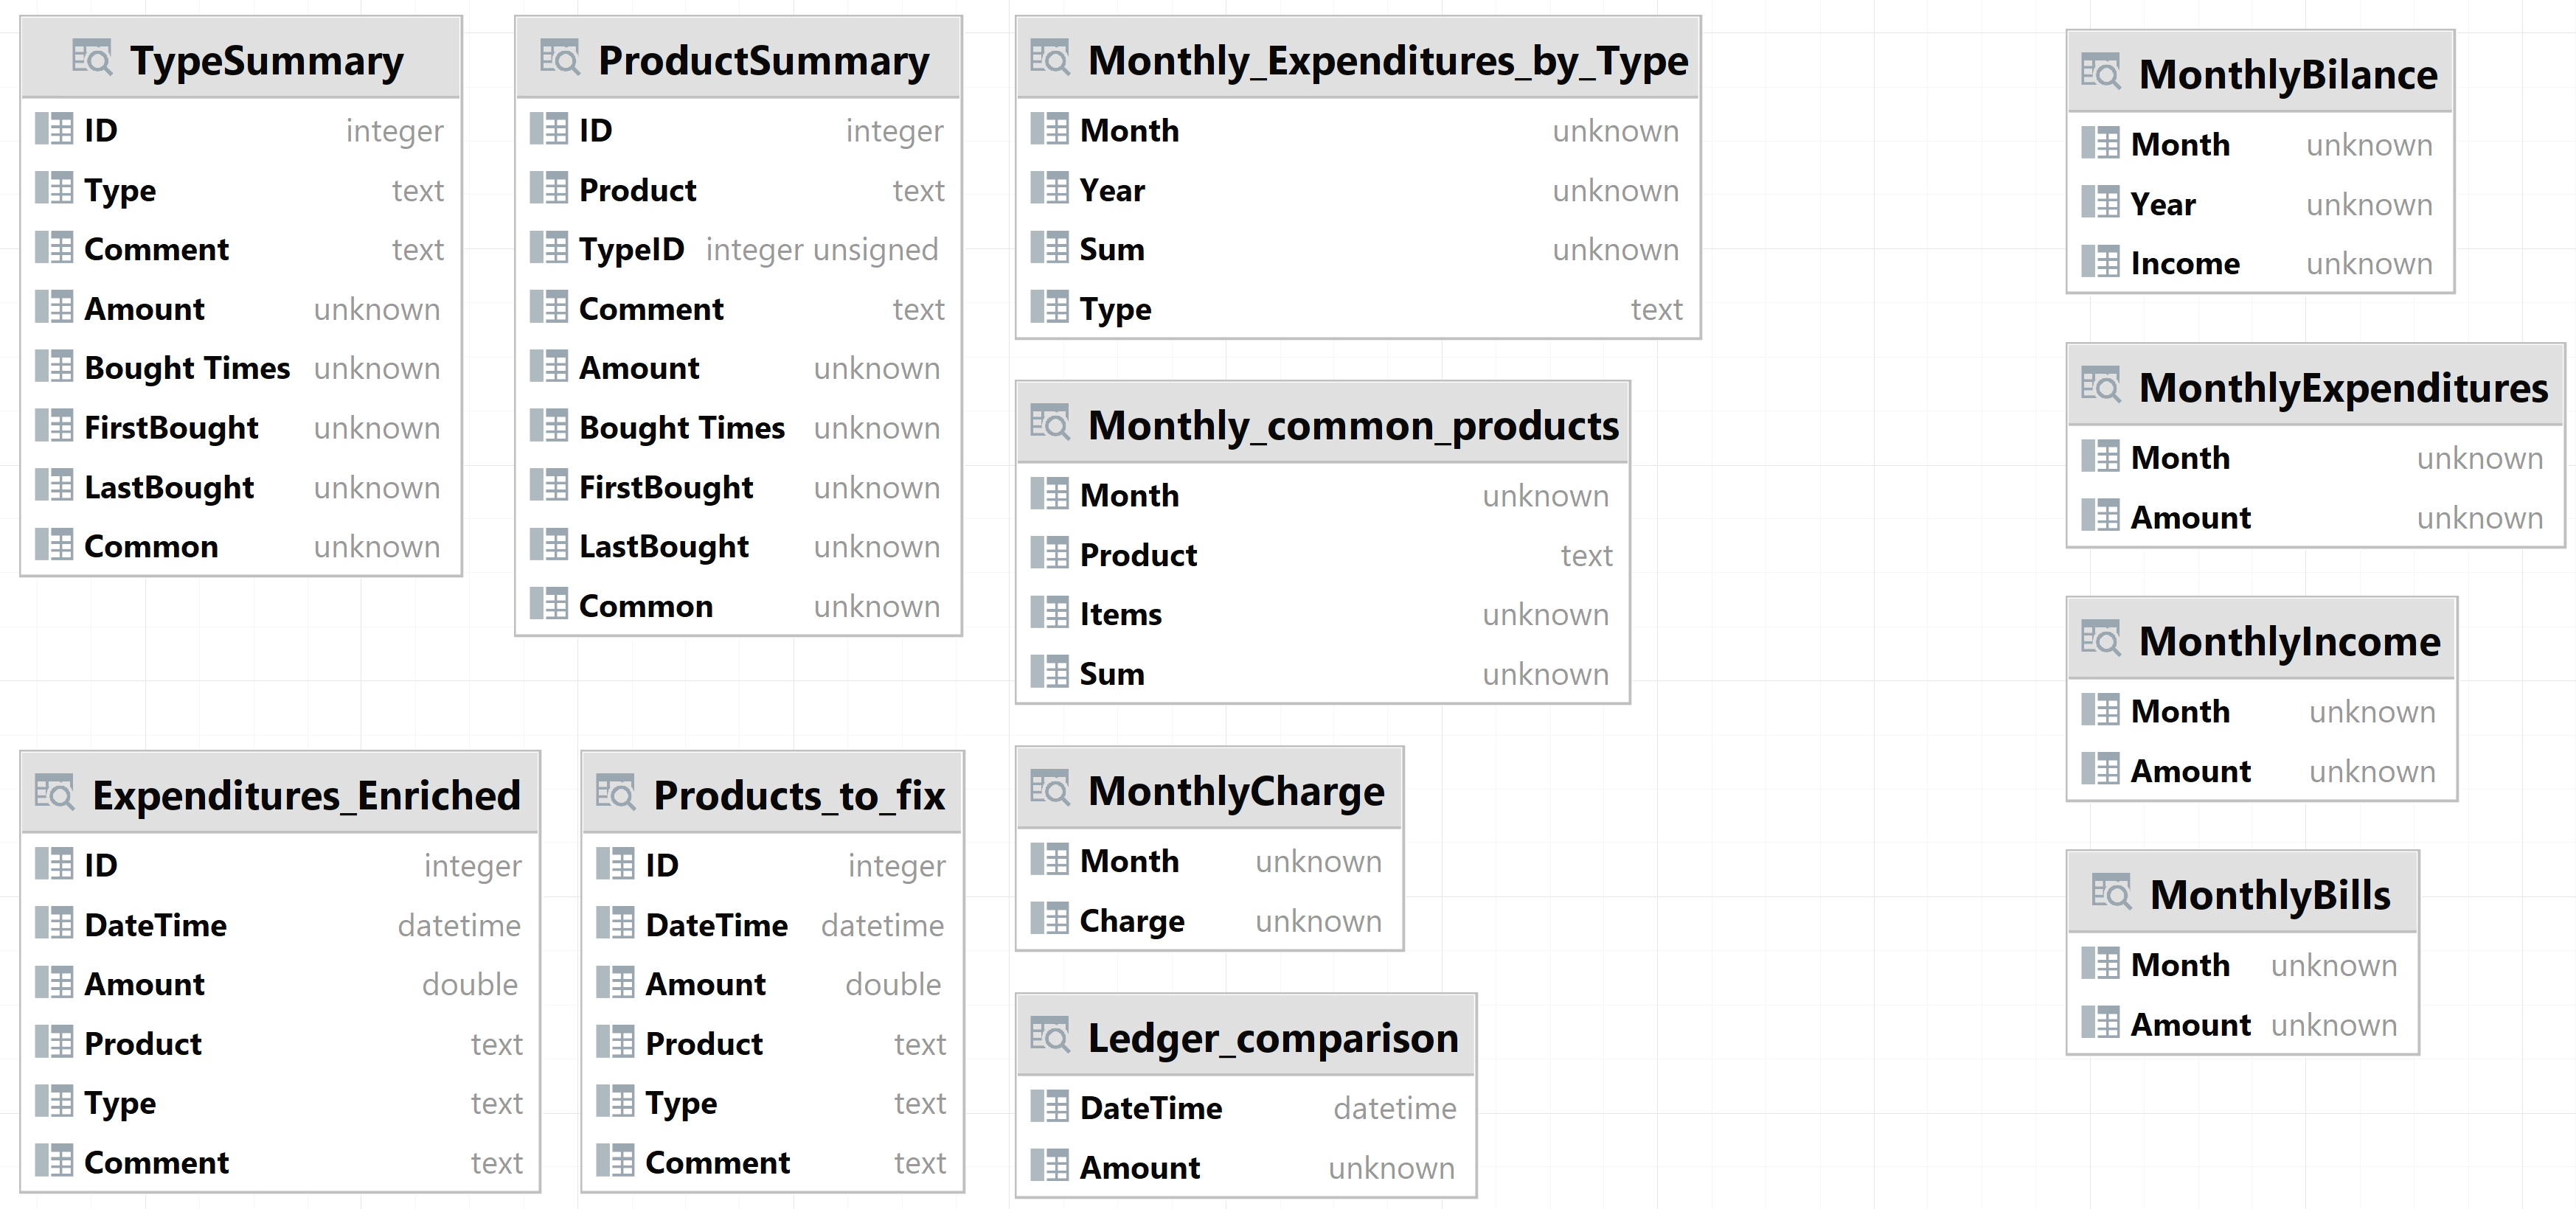 TypeSummary
ID integer
Type text
Comment text
Amount unknown
Bought Times unknown
FirstBought unknown
LastBought unknown
Common unknown
ProductSummary
ID integer
Product text
TypeID integer unsigned
Comment text
Amount unknown
Bought Times unknown
FirstBought unknown
LastBought unknown
Common unknown
Monthly_Expenditures_by_Type
Month unknown
Year unknown
Sum unknown
Type text
Monthly_common_products
Month unknown
Product text
Items unknown
Sum unknown
MonthlyBilance
Month unknown
Year unknown
Income unknown
MonthlyExpenditures
Month unknown
Amount unknown
MonthlyIncome
Month unknown
Amount unknown
Expenditures_Enriched
ID integer
DateTime datetime
Amount double
Product text
Type text
Comment text
Products_to_fix
ID integer
DateTime datetime
Amount double
Product text
Type text
Comment text
MonthlyCharge
Month unknown
Charge unknown
Ledger_comparison
DateTime datetime
Amount unknown
MonthlyBills
Month unknown
Amount unknown